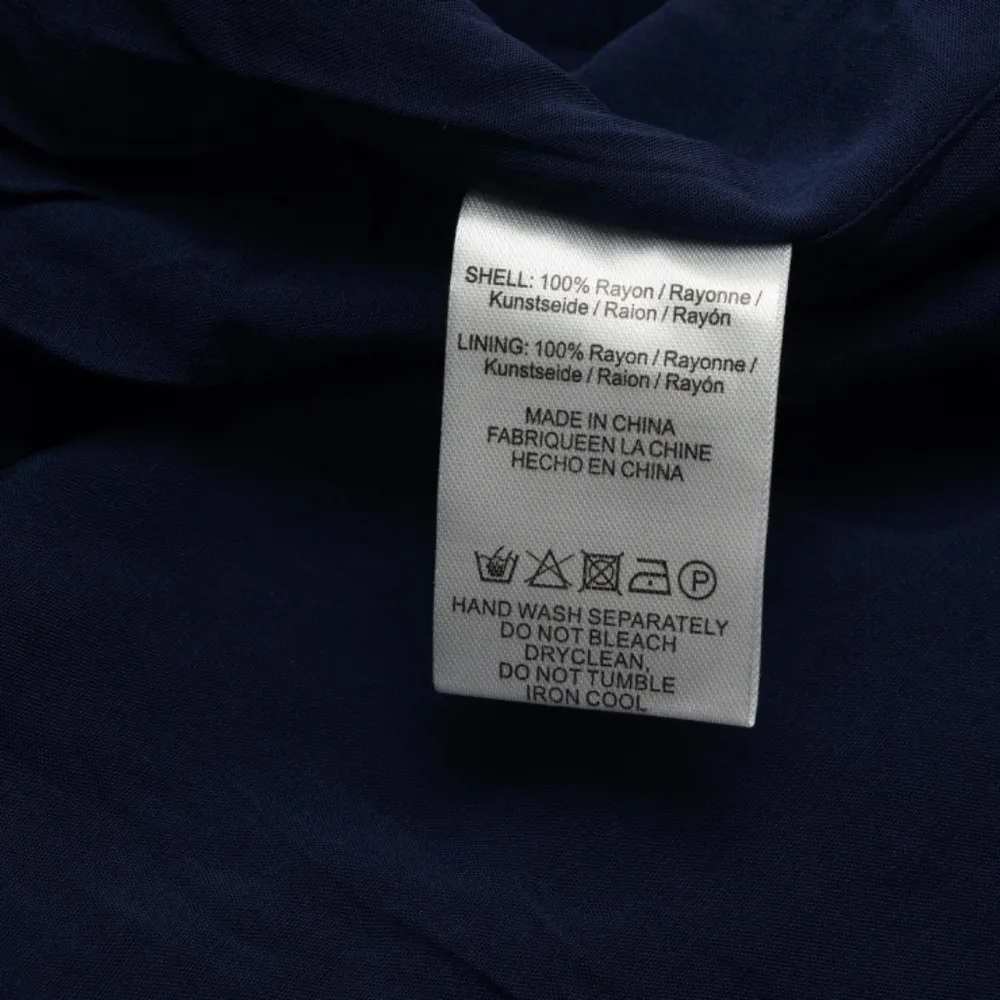 SHELL: 100% Rayon / Rayonne /
Kunstseide / Raion / Rayón
LINING: 100% Rayon / Rayonne /
Kunstseide / Raion / Rayón
MADE IN CHINA
FABRIQUEEN LA CHINE
HECHO EN CHINA
P
HAND WASH SEPARATELY
DO NOT BLEACH
DRYCLEAN,
DO NOT TUMBLE
IRON COOL